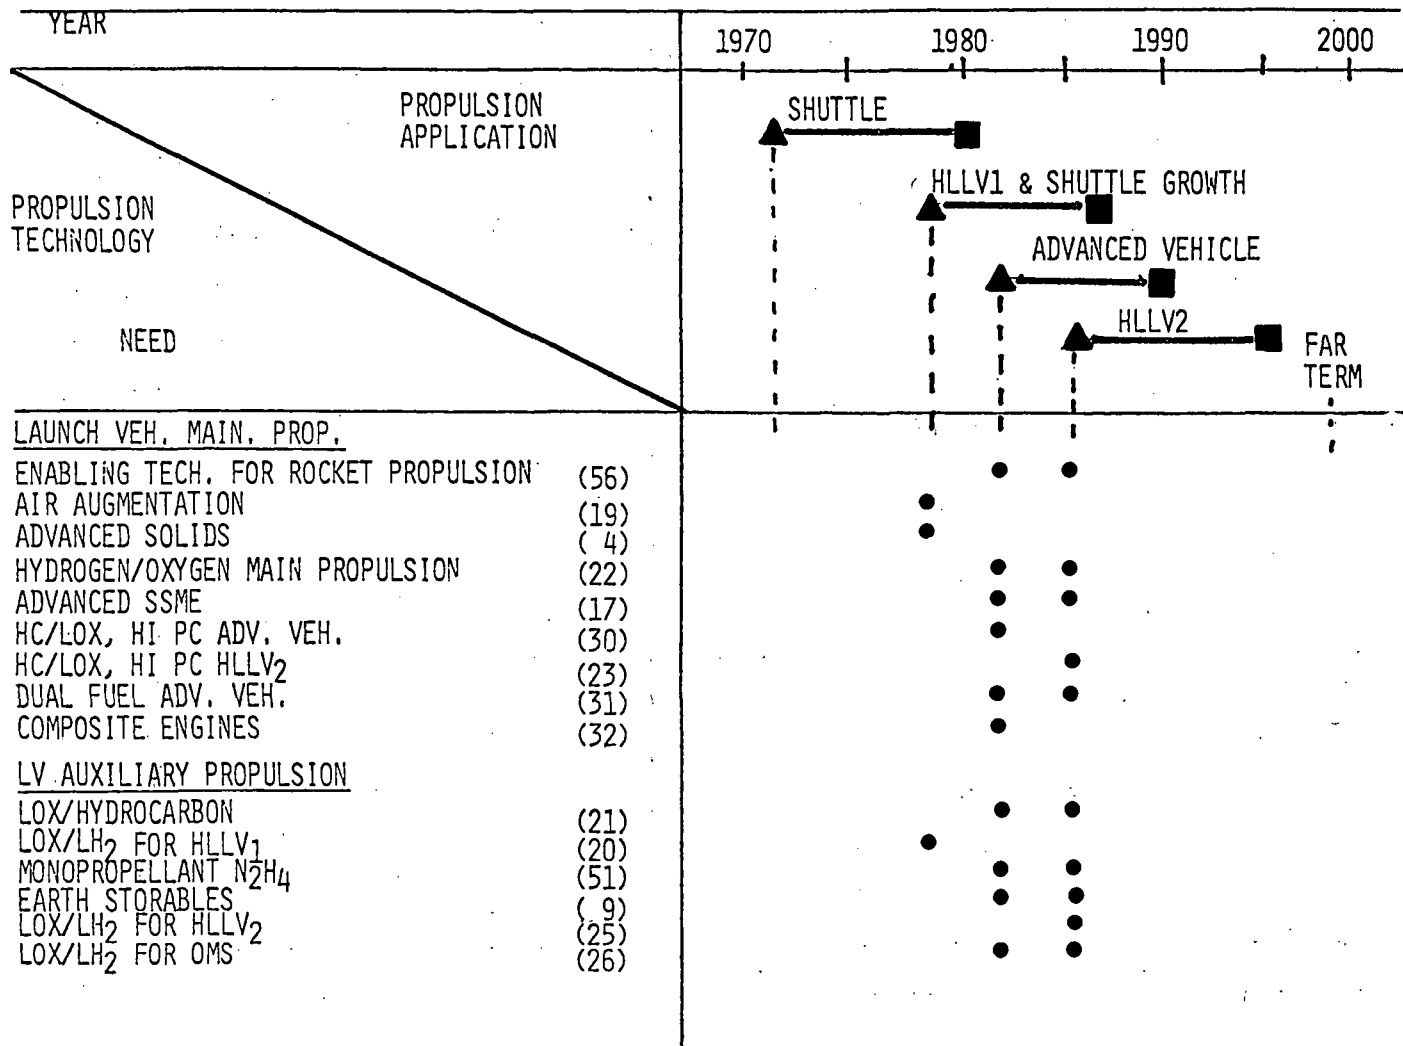 YEAR
1970 1980 1990 2000
PROPULSION
APPLICATION
PROPULSION
TECHNOLOGY
NEED
SHUTTLE
HLLV1 & SHUTTLE GROWTH
ADVANCED VEHICLE
HLLV2
FAR
TERM
LAUNCH VEH. MAIN. PROP.
ENABLING TECH. FOR ROCKET PROPULSION (56)
AIR AUGMENTATION (19)
ADVANCED SOLIDS ( 4)
HYDROGEN/OXYGEN MAIN PROPULSION (22)
ADVANCED SSME (17)
HC/LOX, HI PC ADV. VEH. (30)
HC/LOX, HI PC HLLV2 (23)
DUAL FUEL ADV. VEH. (31)
COMPOSITE ENGINES (32)
LV AUXILIARY PROPULSION
LOX/HYDROCARBON (21)
LOX/LH2 FOR HLLV1 (20)
MONOPROPELLANT N2H4 (51)
EARTH STORABLES ( 9)
LOX/LH2 FOR HLLV2 (25)
LOX/LH2 FOR OMS (26)